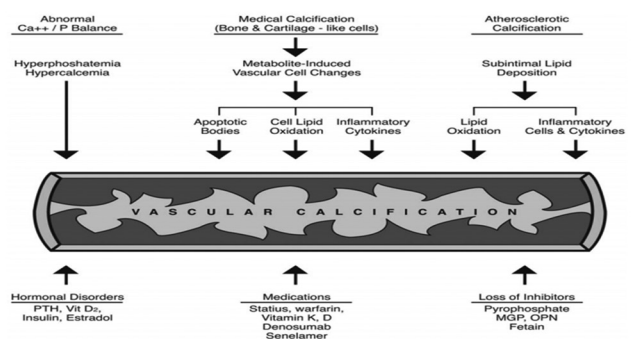 Abnormal
Ca++ / P Balance
Hyperphoshatemia
Hypercalcemia
Medical Calcification
(Bone & Cartilage - like cells)
Metabolite-Induced
Vascular Cell Changes
Apoptotic
Bodies
Cell Lipid
Oxidation
Inflammatory
Cytokines
Atherosclerotic
Calcification
Subintimal Lipid
Deposition
Lipid
Oxidation
Inflammatory
Cells & Cytokines
VASCULAR CALCIFICATION
Hormonal Disorders
PTH, Vit D₂,
Insulin, Estradol
Medications
Statius, warfarin,
Vitamin K, D
Denosumab
Senelamer
Loss of Inhibitors
Pyrophosphate
MGP, OPN
Fetain